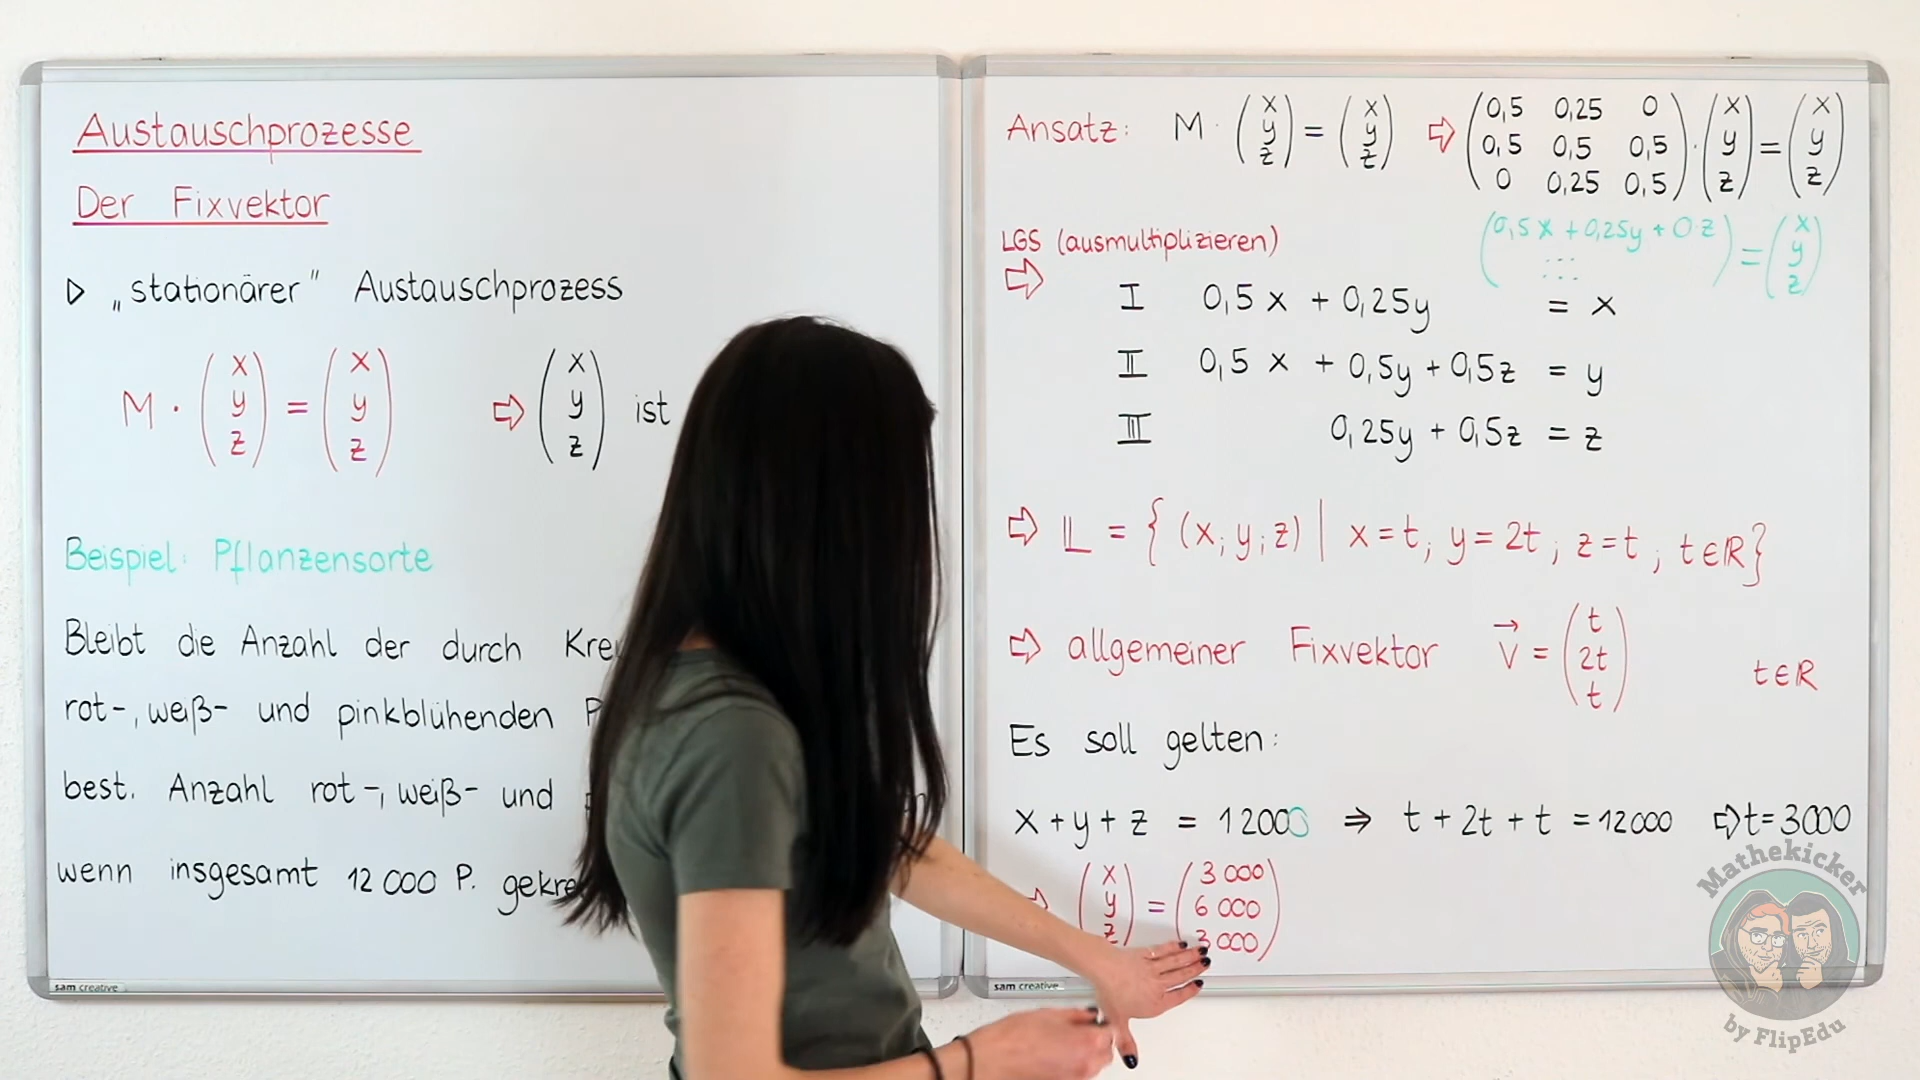 Austauschprozesse
Der Fixvektor
▷ „stationärer" Austauschprozess
M · (x y z) = (x y z) ⇨ (x y z) ist
Beispiel: Pflanzensorte
Bleibt die Anzahl der durch
rot-, weiß- und pinkblühenden
best. Anzahl rot-, weiß- und
wenn insgesamt 12 000 P.
sam creative
Ansatz: M · (x y z) = (x y z) ⇨ (0,5 0,25 0
0,5 0,5 0,5
0 0,25 0,5) · (x y z) = (x y z)
LGS (ausmultiplizieren)
(0,5x + 0,25y + 0·z ... ...) = (x y z)
⇨ I 0,5x + 0,25y = x
II 0,5x + 0,5y + 0,5z = y
III 0,25y + 0,5z = z
⇨ 𝕃 = { (x; y; z) | x = t; y = 2t; z = t; t∈ℝ}
⇨ allgemeiner Fixvektor v⃗ = (t 2t t) t∈ℝ
Es soll gelten:
x + y + z = 12000 ⇒ t + 2t + t = 12000 ⇨ t = 3000
⇨ (x y z) = (3 000 6 000 3 000)
sam creative
Mathekicker
by FlipEdu